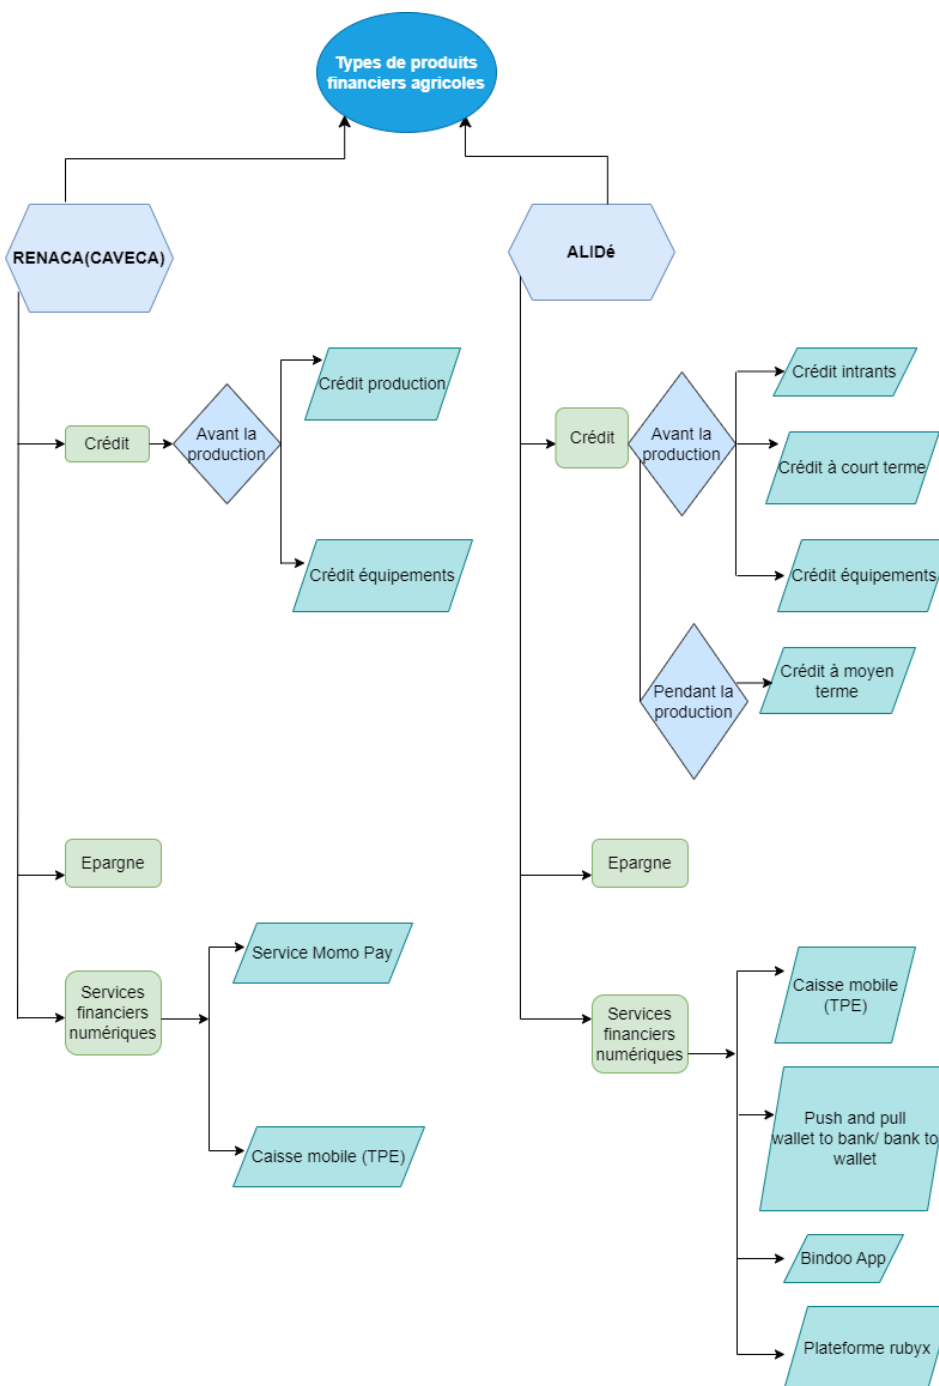 Types de produits
financiers agricoles
RENACA(CAVECA)
Crédit
Avant la
production
Crédit production
Crédit équipements
Epargne
Services
financiers
numériques
Service Momo Pay
Caisse mobile (TPE)
ALIDé
Crédit
Avant la
production
Crédit intrants
Crédit à court terme
Crédit équipements
Pendant la
production
Crédit à moyen
terme
Epargne
Services
financiers
numériques
Caisse mobile
(TPE)
Push and pull
wallet to bank/ bank to
wallet
Bindoo App
Plateforme rubyx